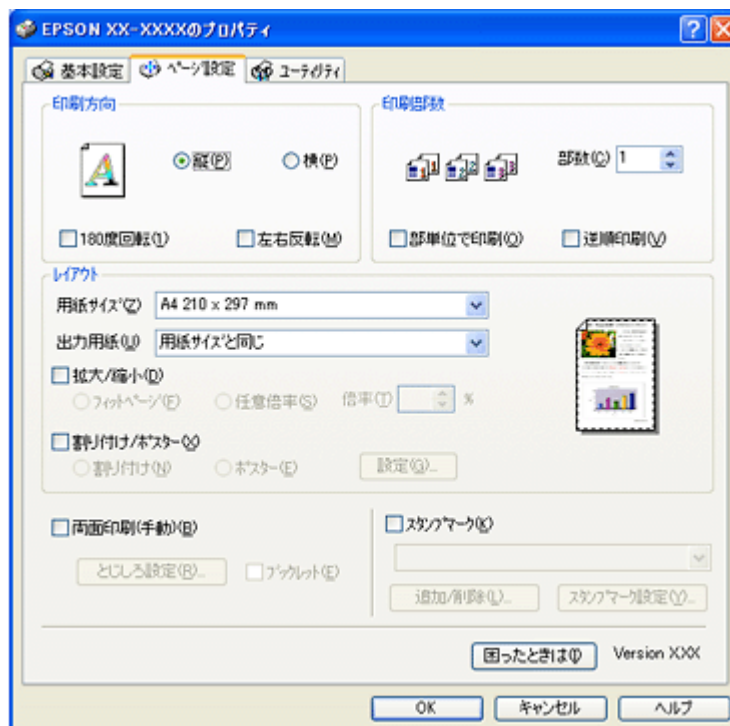 EPSON XX-XXXXのプロパティ
基本設定 ページ設定 ユーティリティ
印刷方向
縦(P) 横(P)
180度回転(1) 左右反転(M)
印刷部数
部数(C) 1
部単位で印刷(O) 逆順印刷(V)
レイアウト
用紙サイズ(Z) A4 210 x 297 mm
出力用紙(U) 用紙サイズと同じ
拡大/縮小(D)
フィットページ(F) 任意倍率(S) 倍率(T) %
割り付け/ポスター(X)
割り付け(N) ポスター(E) 設定(G)...
両面印刷(手動)(B)
とじしろ設定(R)... ブックレット(E)
スタンプマーク(K)
追加/削除(L)... スタンプマーク設定(Y)...
困ったときは(I) Version XXX
OK キャンセル ヘルプ